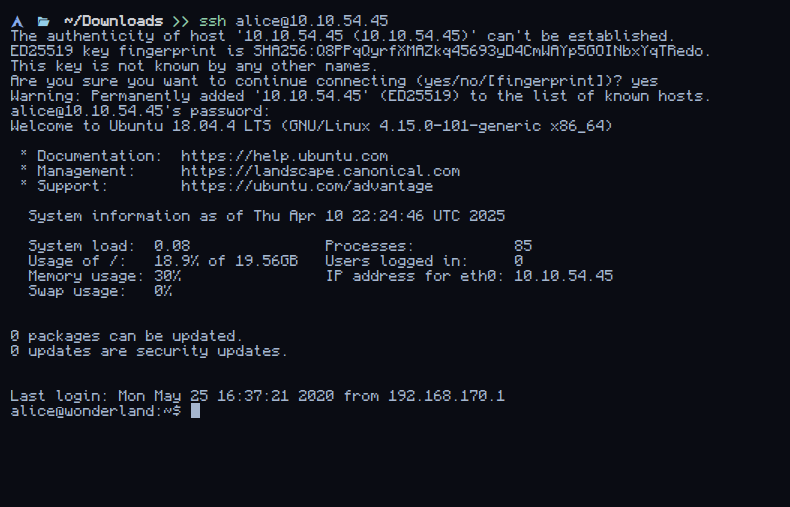 ~/Downloads >> ssh alice@10.10.54.45
The authenticity of host '10.10.54.45 (10.10.54.45)' can't be established.
ED25519 key fingerprint is SHA256:Q8PPqQyrfXMAZkq45693yD4CmWAYp5GOINbxYqTRedo.
This key is not known by any other names.
Are you sure you want to continue connecting (yes/no/[fingerprint])? yes
Warning: Permanently added '10.10.54.45' (ED25519) to the list of known hosts.
alice@10.10.54.45's password:
Welcome to Ubuntu 18.04.4 LTS (GNU/Linux 4.15.0-101-generic x86_64)
* Documentation:  https://help.ubuntu.com
* Management:     https://landscape.canonical.com
* Support:        https://ubuntu.com/advantage
System information as of Thu Apr 10 22:24:46 UTC 2025
System load:  0.08               Processes:           85
Usage of /:   18.9% of 19.56GB   Users logged in:     0
Memory usage: 30%                IP address for eth0: 10.10.54.45
Swap usage:   0%
0 packages can be updated.
0 updates are security updates.
Last login: Mon May 25 16:37:21 2020 from 192.168.170.1
alice@wonderland:~$